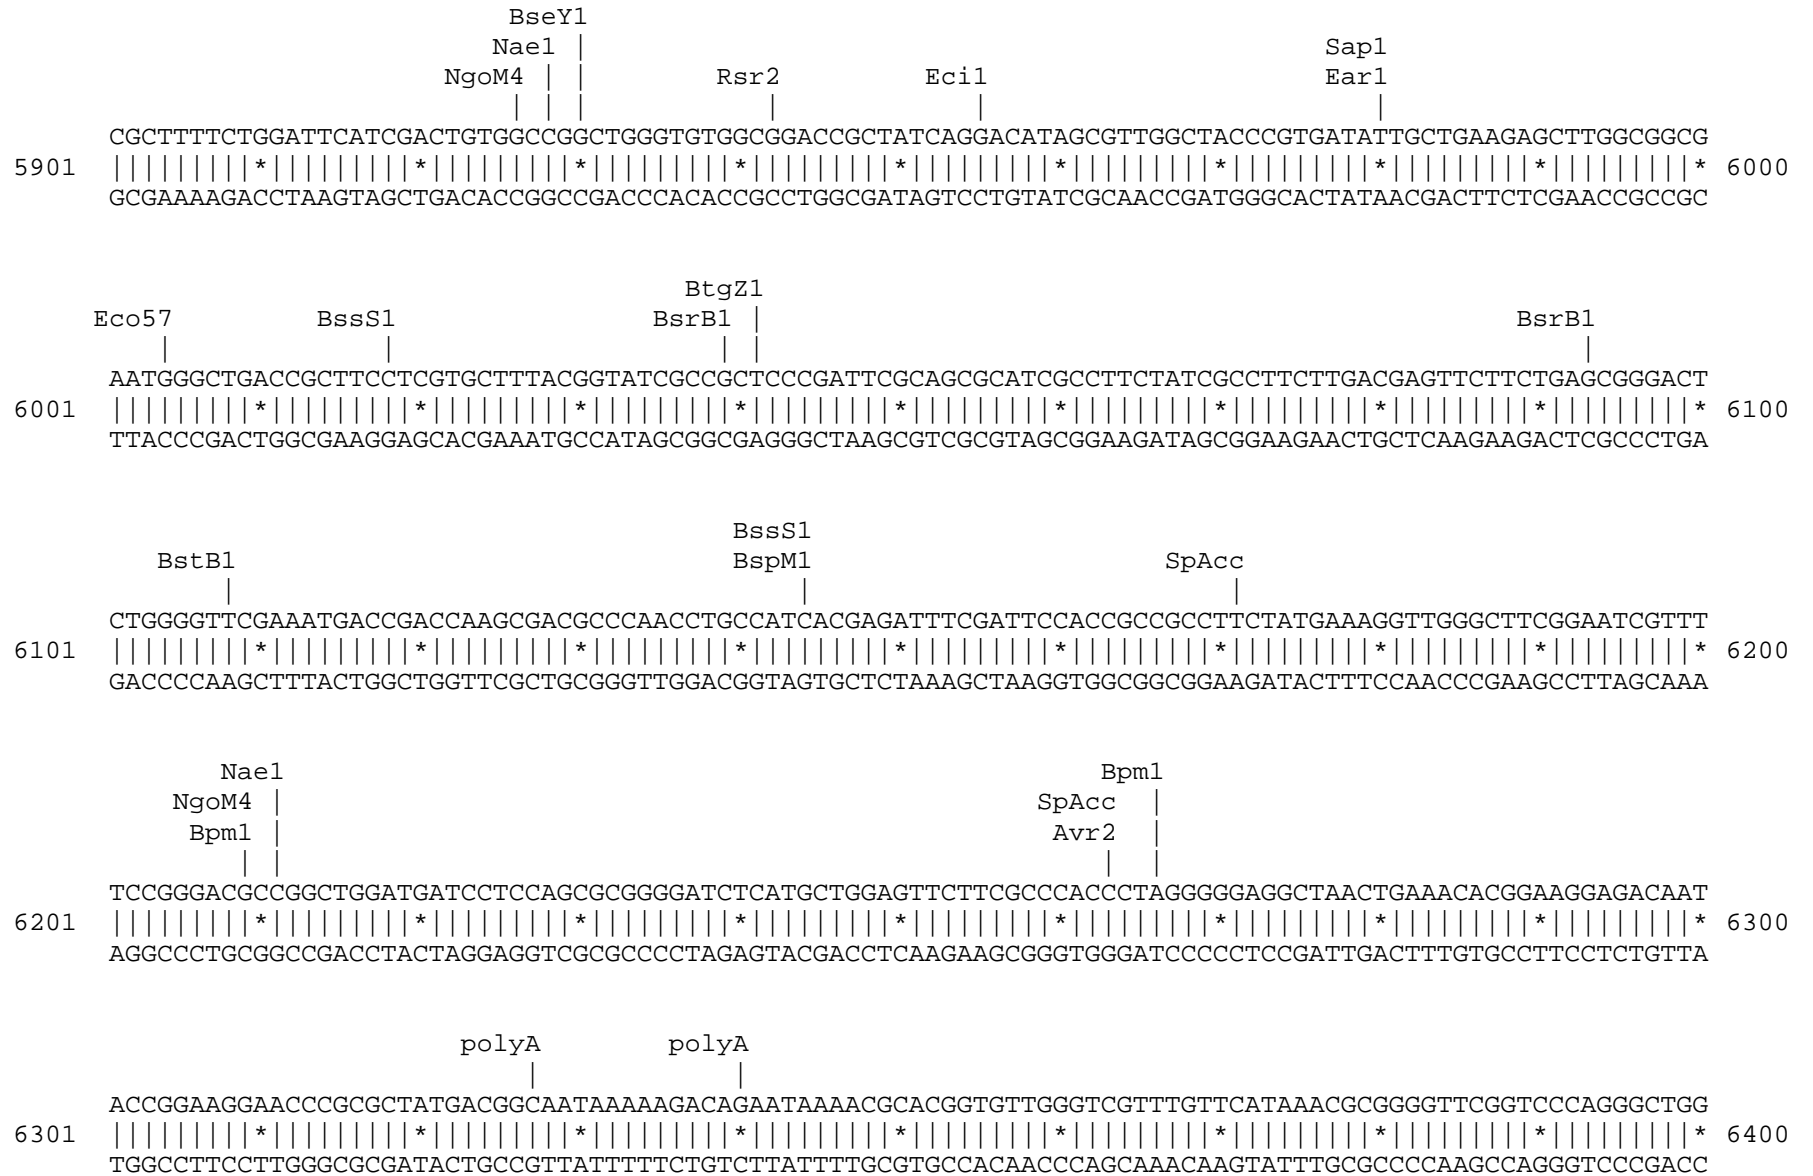 BseY1
Nae1 |
NgoM4 | | Rsr2 Eci1 Sap1
Ear1
CGCTTTTCTGGATTCATCGACTGTGGCCGGCTGGGTGTGGCGGACCGCTATCAGGACATAGCGTTGGCTACCCGTGATATTGCTGAAGAGCTTGGCGGCG
5901 |||||||||*|||||||||*|||||||||*|||||||||*|||||||||*|||||||||*|||||||||*|||||||||*|||||||||*|||||||||* 6000
GCGAAAAGACCTAAGTAGCTGACACCGGCCGACCCACACCGCCTGGCGATAGTCCTGTATCGCAACCGATGGGCACTATAACGACTTCTCGAACCGCCGC
BtgZ1
Eco57 BssS1 BsrB1 | BsrB1
AATGGGCTGACCGCTTCCTCGTGCTTTACGGTATCGCCGCTCCCGATTCGCAGCGCATCGCCTTCTATCGCCTTCTTGACGAGTTCTTCTGAGCGGGACT
6001 |||||||||*|||||||||*|||||||||*|||||||||*|||||||||*|||||||||*|||||||||*|||||||||*|||||||||*|||||||||* 6100
TTACCCGACTGGCGAAGGAGCACGAAATGCCATAGCGGCGAGGGCTAAGCGTCGCGTAGCGGAAGATAGCGGAAGAACTGCTCAAGAAGACTCGCCCTGA
BssS1
BstB1 BspM1 SpAcc
CTGGGGTTCGAAATGACCGACCAAGCGACGCCCAACCTGCCATCACGAGATTTCGATTCCACCGCCGCCTTCTATGAAAGGTTGGGCTTCGGAATCGTTT
6101 |||||||||*|||||||||*|||||||||*|||||||||*|||||||||*|||||||||*|||||||||*|||||||||*|||||||||*|||||||||* 6200
GACCCCAAGCTTTACTGGCTGGTTCGCTGCGGGTTGGACGGTAGTGCTCTAAAGCTAAGGTGGCGGCGGAAGATACTTTCCAACCCGAAGCCTTAGCAAA
Nae1 Bpm1
NgoM4 | SpAcc |
Bpm1 | Avr2 |
TCCGGGACGCCGGCTGGATGATCCTCCAGCGCGGGGATCTCATGCTGGAGTTCTTCGCCCACCCTAGGGGGAGGCTAACTGAAACACGGAAGGAGACAAT
6201 |||||||||*|||||||||*|||||||||*|||||||||*|||||||||*|||||||||*|||||||||*|||||||||*|||||||||*|||||||||* 6300
AGGCCCTGCGGCCGACCTACTAGGAGGTCGCGCCCCTAGAGTACGACCTCAAGAAGCGGGTGGGATCCCCCTCCGATTGACTTTGTGCCTTCCTCTGTTA
polyA polyA
ACCGGAAGGAACCCGCGCTATGACGGCAATAAAAAGACAGAATAAAACGCACGGTGTTGGGTCGTTTGTTCATAAACGCGGGGTTCGGTCCCAGGGCTGG
6301 |||||||||*|||||||||*|||||||||*|||||||||*|||||||||*|||||||||*|||||||||*|||||||||*|||||||||*|||||||||* 6400
TGGCCTTCCTTGGGCGCGATACTGCCGTTATTTTTCTGTCTTATTTTGCGTGCCACAACCCAGCAAACAAGTATTTGCGCCCCAAGCCAGGGTCCCGACC